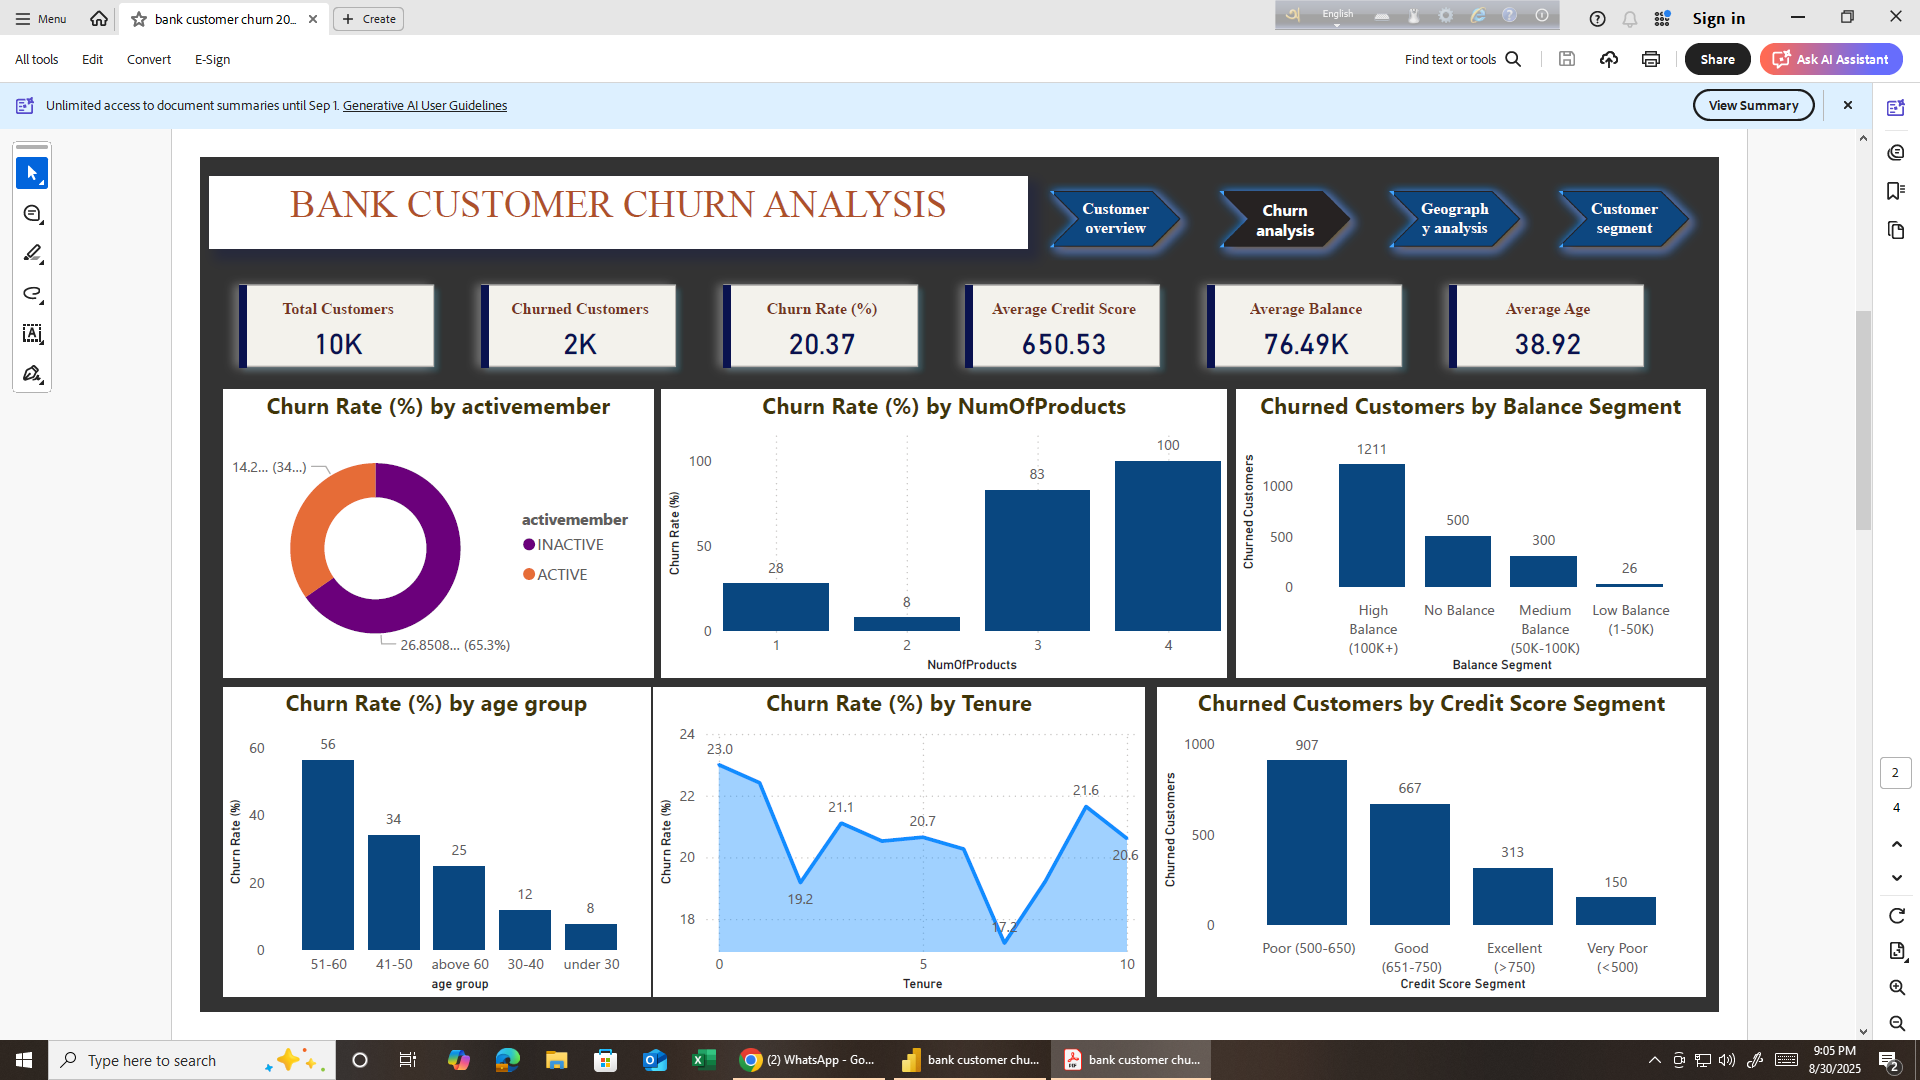 Menu
bank customer churn 20...
Create
English
Sign in
All tools
Edit
Convert
E-Sign
Find text or tools
Share
Ask AI Assistant
Unlimited access to document summaries until Sep 1. Generative AI User Guidelines
View Summary
BANK CUSTOMER CHURN ANALYSIS
Customer
overview
Churn
analysis
Geograph
y analysis
Customer
segment
Total Customers
10K
Churned Customers
2K
Churn Rate (%)
20.37
Average Credit Score
650.53
Average Balance
76.49K
Average Age
38.92
Churn Rate (%) by activemember
14.2... (34...)
26.8508... (65.3%)
activemember
INACTIVE
ACTIVE
Churn Rate (%) by NumOfProducts
Churn Rate (%)
100
50
0
28
8
83
100
1
2
3
4
NumOfProducts
Churned Customers by Balance Segment
Churned Customers
1000
500
0
1211
500
300
26
High
Balance
(100K+)
No Balance
Medium
Balance
(50K-100K)
Low Balance
(1-50K)
Balance Segment
Churn Rate (%) by age group
Churn Rate (%)
60
40
20
0
56
34
25
12
8
51-60
41-50
above 60
30-40
under 30
age group
Churn Rate (%) by Tenure
Churn Rate (%)
24
22
20
18
23.0
19.2
21.1
20.7
17.2
21.6
20.6
0
5
10
Tenure
Churned Customers by Credit Score Segment
Churned Customers
1000
500
0
907
667
313
150
Poor (500-650)
Good
(651-750)
Excellent
(>750)
Very Poor
(<500)
Credit Score Segment
2
4
Type here to search
(2) WhatsApp - Go...
bank customer chu...
bank customer chu...
9:05 PM
8/30/2025
2